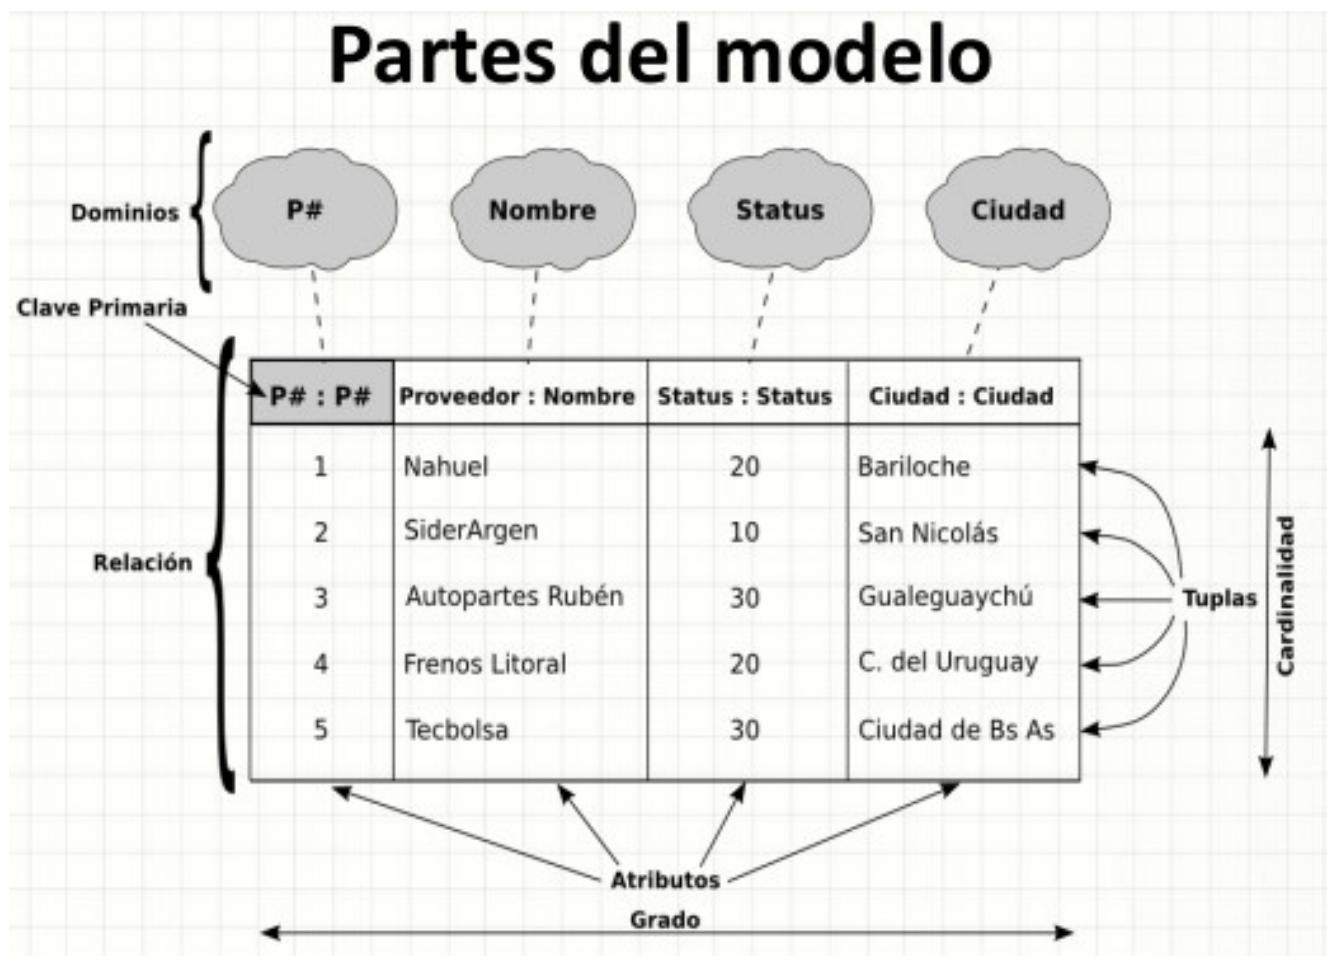 Partes del modelo
Dominios
P#
Nombre
Status
Ciudad
Clave Primaria
Relación
P# : P# Proveedor : Nombre Status : Status Ciudad : Ciudad
1 Nahuel 20 Bariloche
2 SiderArgen 10 San Nicolás
3 Autopartes Rubén 30 Gualeguaychú
4 Frenos Litoral 20 C. del Uruguay
5 Tecbolsa 30 Ciudad de Bs As
Tuplas
Cardinalidad
Atributos
Grado